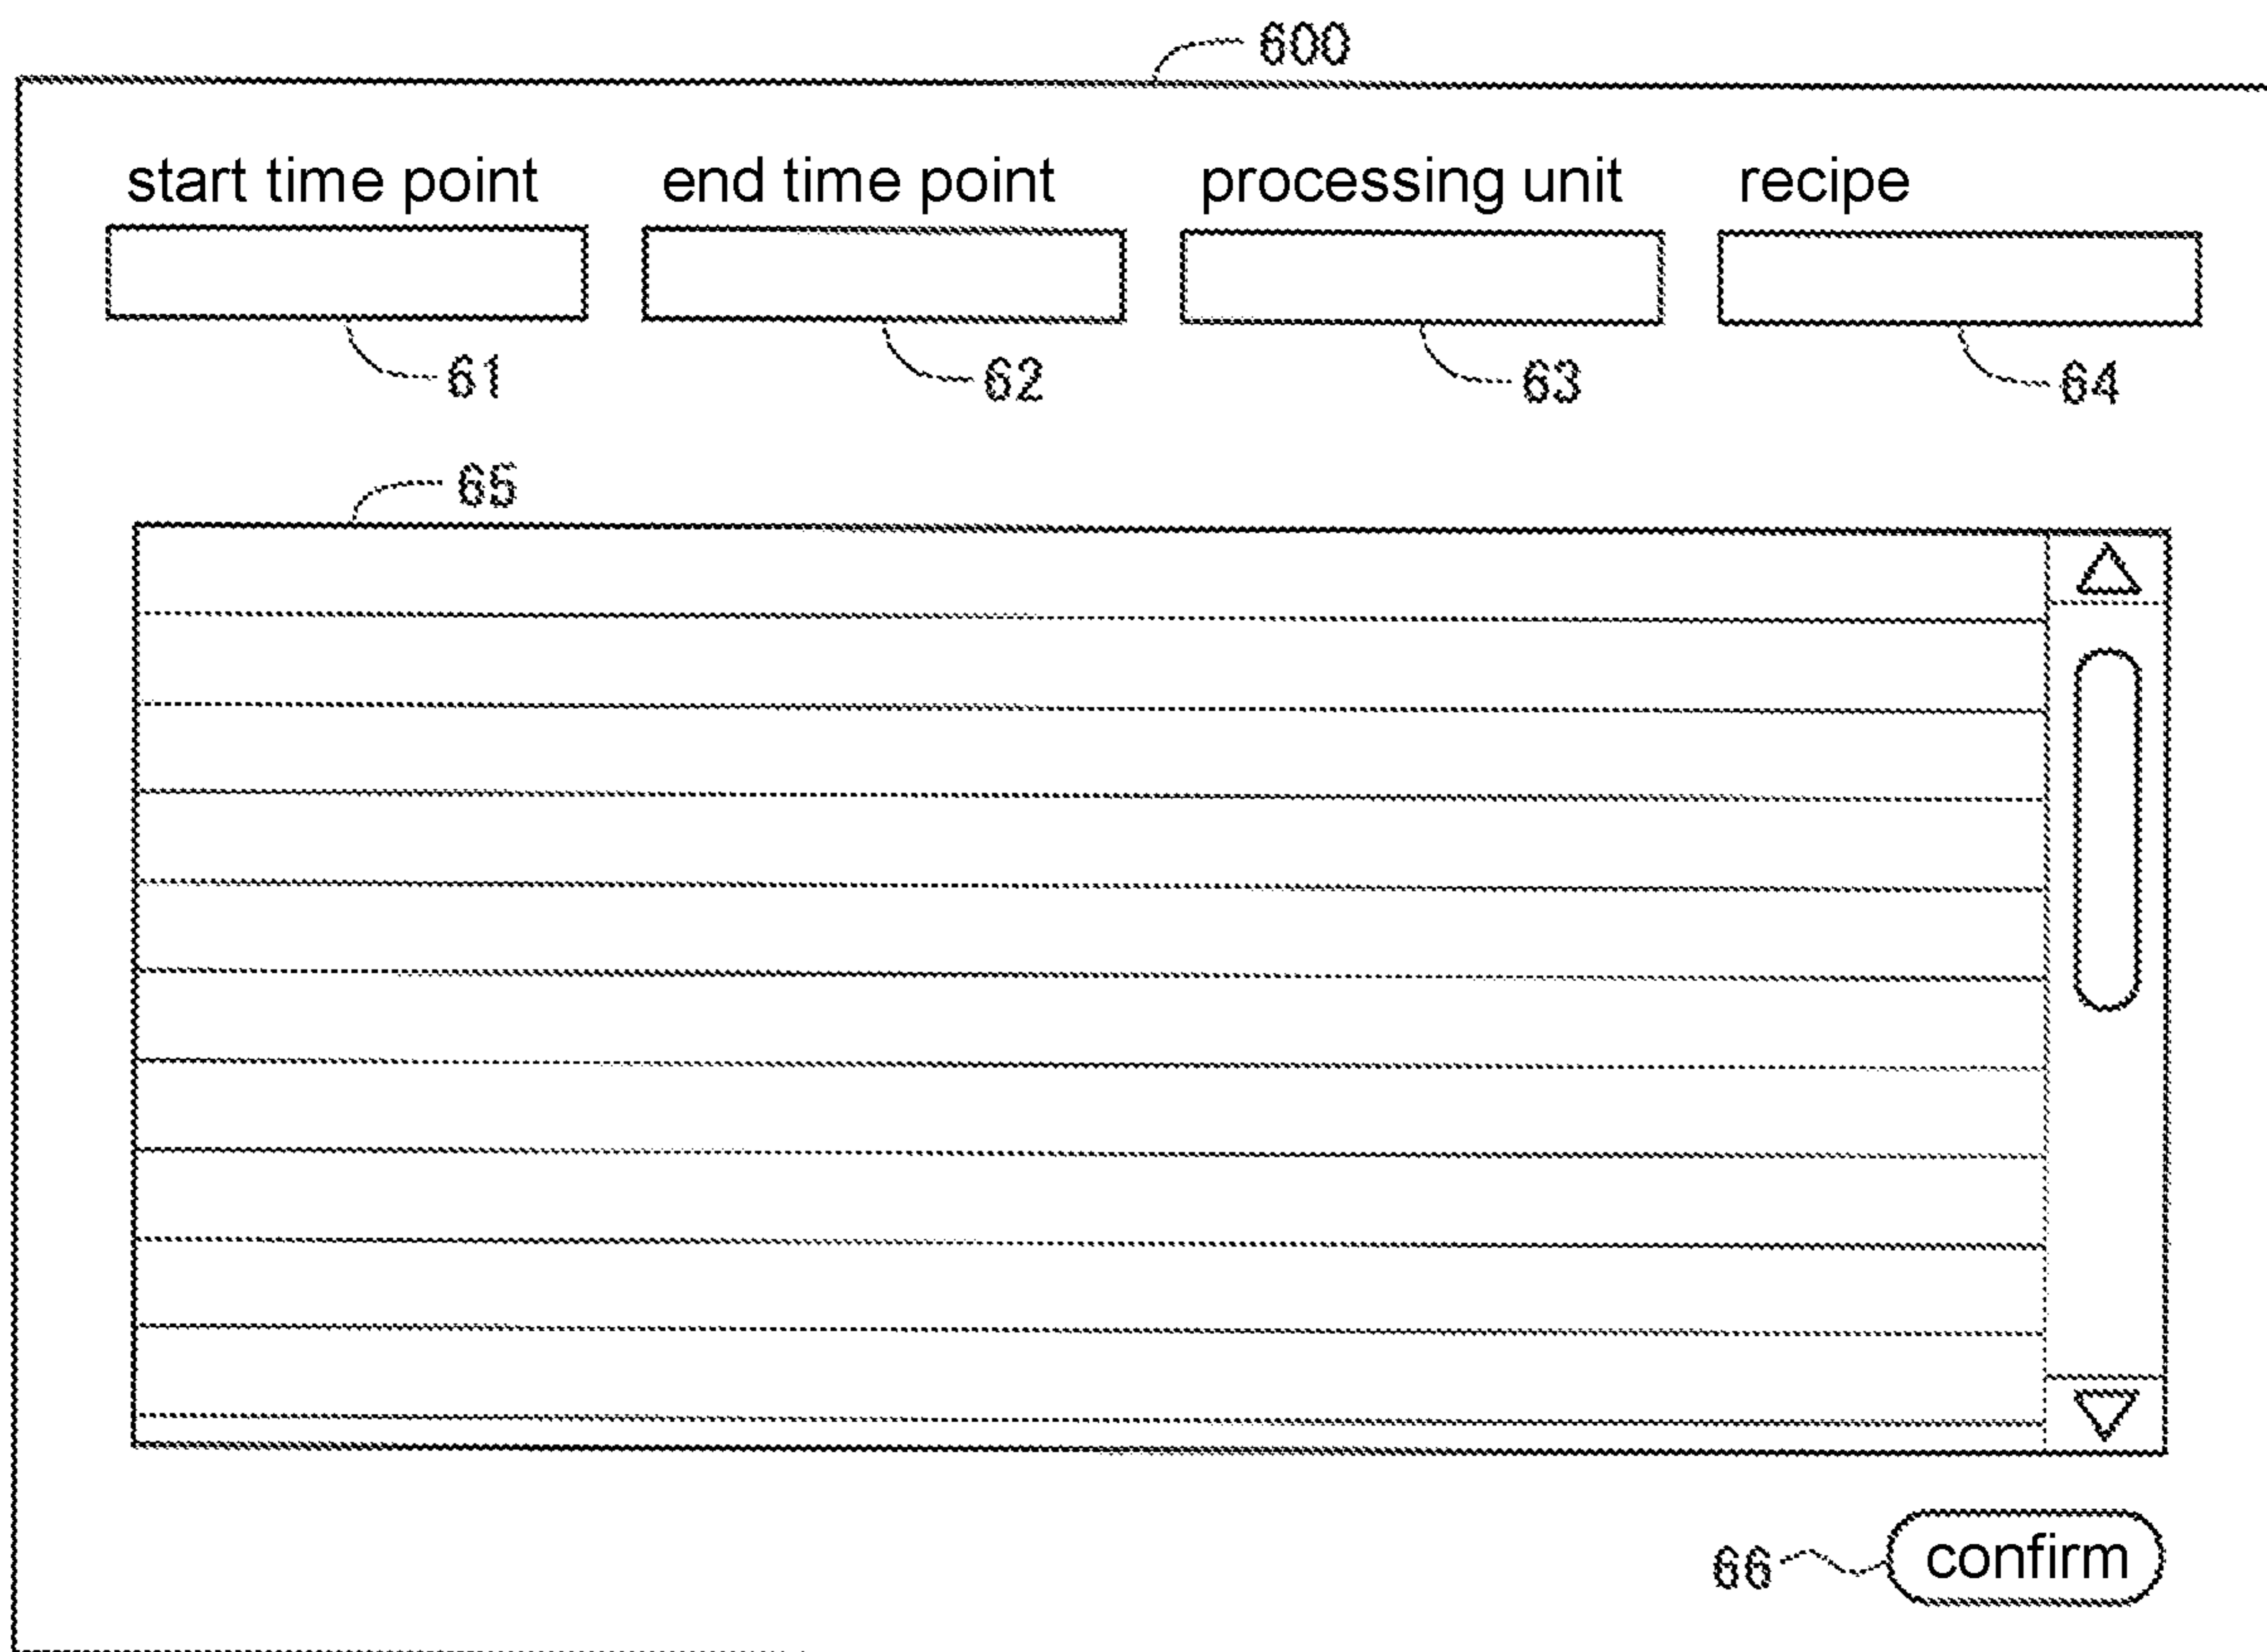 600
start time point end time point processing unit recipe
61 62 63 64
65
66 confirm